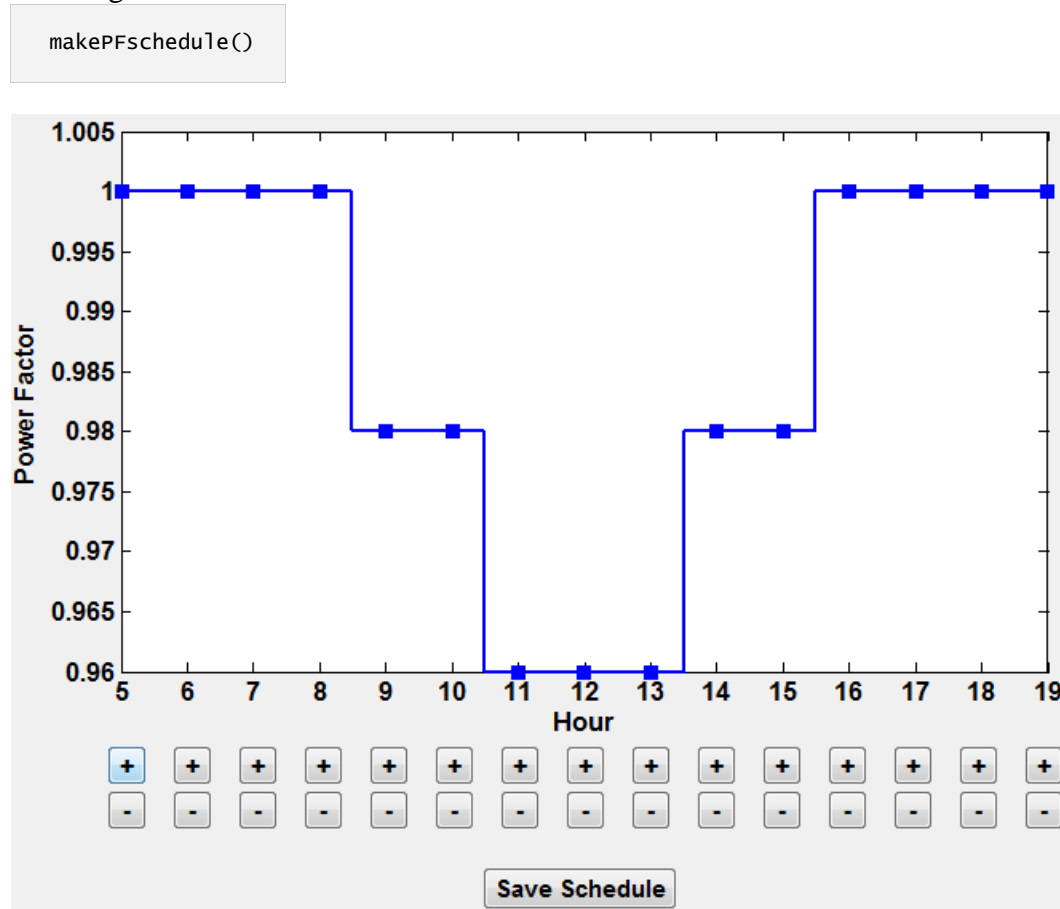 makePFschedule()
1.005
1
0.995
0.99
0.985
0.98
0.975
0.97
0.965
0.96
Power Factor
5 6 7 8 9 10 11 12 13 14 15 16 17 18 19
Hour
+ + + + + + + + + + + + + + +
- - - - - - - - - - - - - - -
Save Schedule